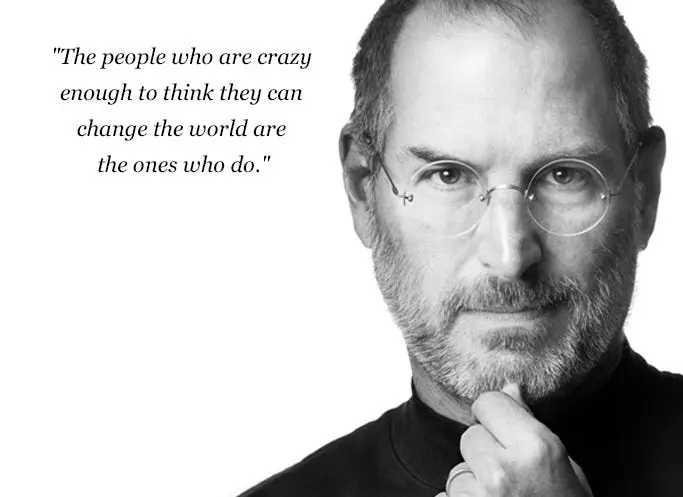 "The people who are crazy
enough to think they can
change the world are
the ones who do."